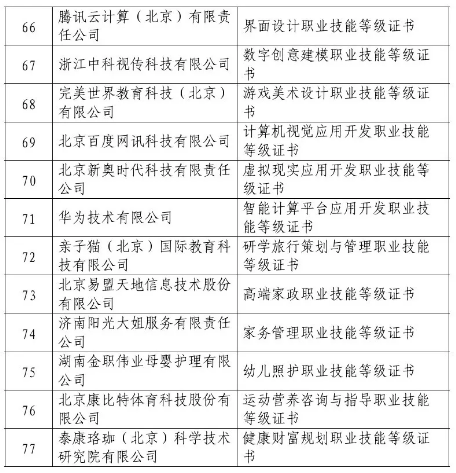 66 腾讯云计算（北京）有限责 界面设计职业技能等级证书
任公司
67 浙江中科视传科技有限公司 数字创意建模职业技能等级证
书
68 完美世界教育科技（北京） 游戏美术设计职业技能等级证
有限公司 书
69 北京百度网讯科技有限公司 计算机视觉应用开发职业技能
等级证书
70 北京新奥时代科技有限责任 虚拟现实应用开发职业技能等
公司 级证书
71 华为技术有限公司 智能计算平台应用开发职业技
能等级证书
72 亲子猫（北京）国际教育科 研学旅行策划与管理职业技能
技有限公司 等级证书
73 北京易盟天地信息技术股份 高端家政职业技能等级证书
有限公司
74 济南阳光大姐服务有限责任 家务管理职业技能等级证书
公司
75 湖南金职伟业母婴护理有限 幼儿照护职业技能等级证书
公司
76 北京康比特体育科技股份有 运动营养咨询与指导职业技能
限公司 等级证书
77 泰康珞珈（北京）科学技术 健康财富规划职业技能等级证
研究院有限公司 书